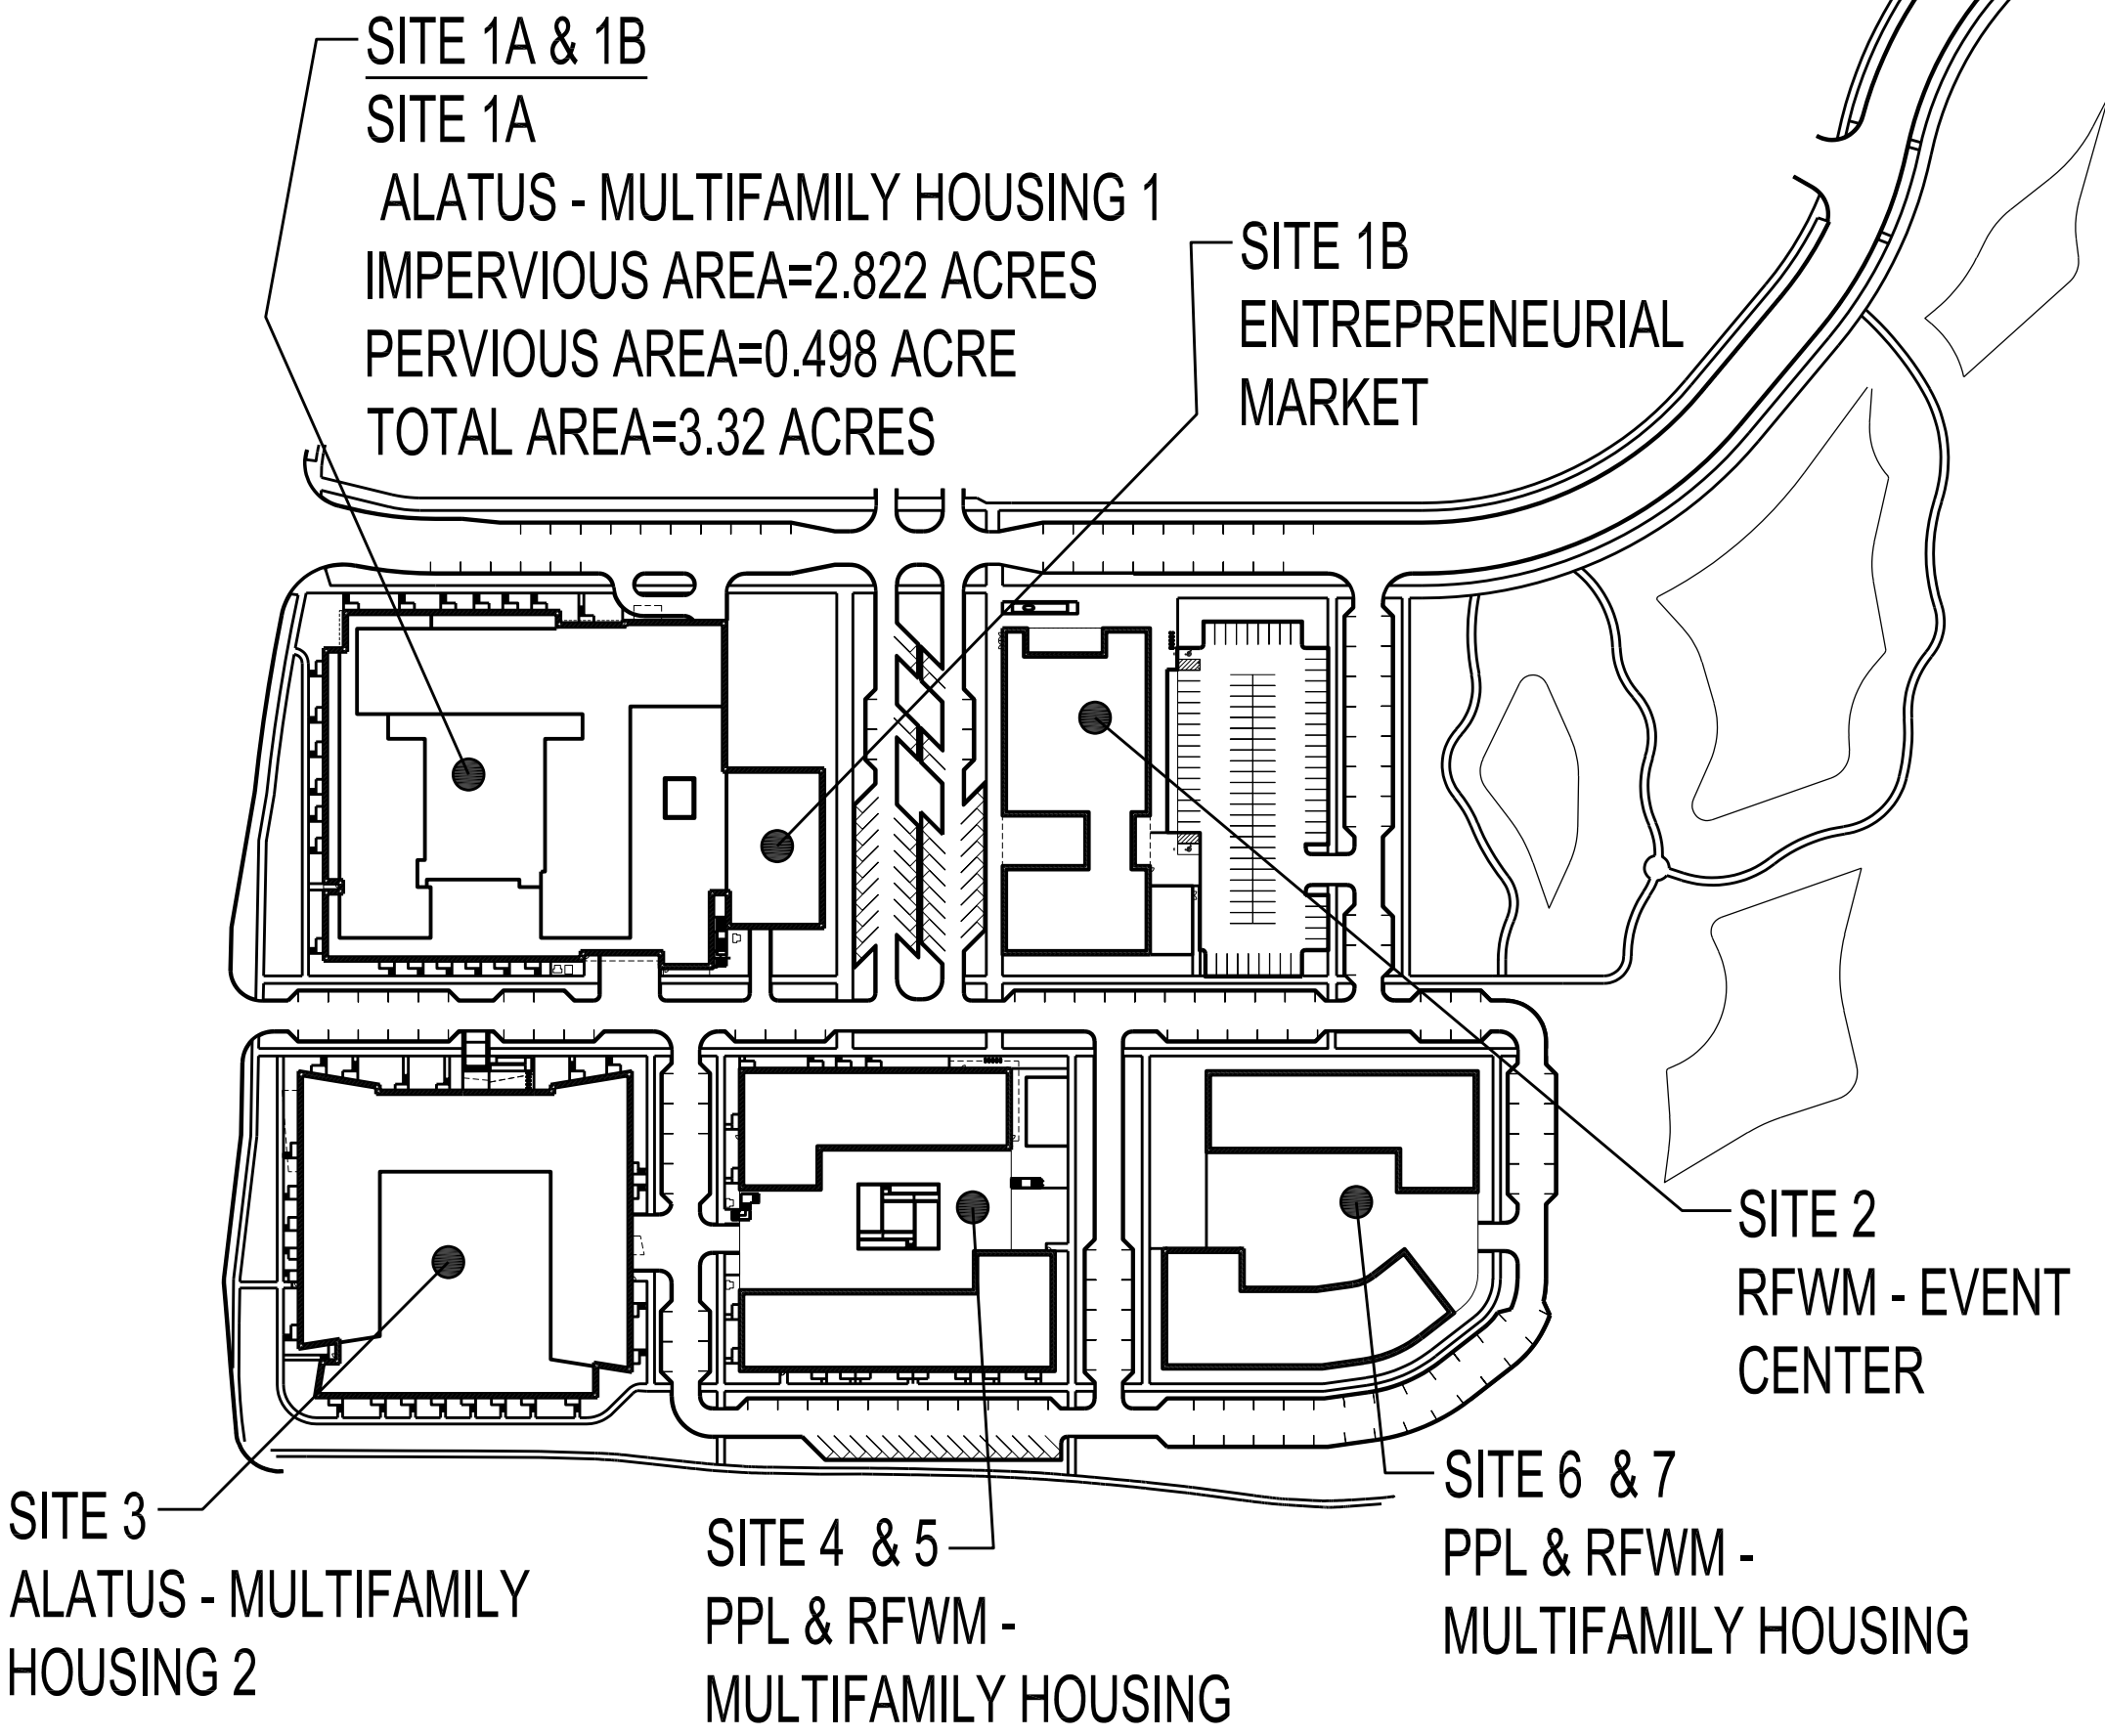 SITE 1A & 1B
SITE 1A
ALATUS - MULTIFAMILY HOUSING 1
IMPERVIOUS AREA=2.822 ACRES
PERVIOUS AREA=0.498 ACRE
TOTAL AREA=3.32 ACRES
SITE 1B
ENTREPRENEURIAL
MARKET
SITE 2
RFWM - EVENT
CENTER
SITE 3
ALATUS - MULTIFAMILY
HOUSING 2
SITE 4 & 5
PPL & RFWM -
MULTIFAMILY HOUSING
SITE 6 & 7
PPL & RFWM -
MULTIFAMILY HOUSING